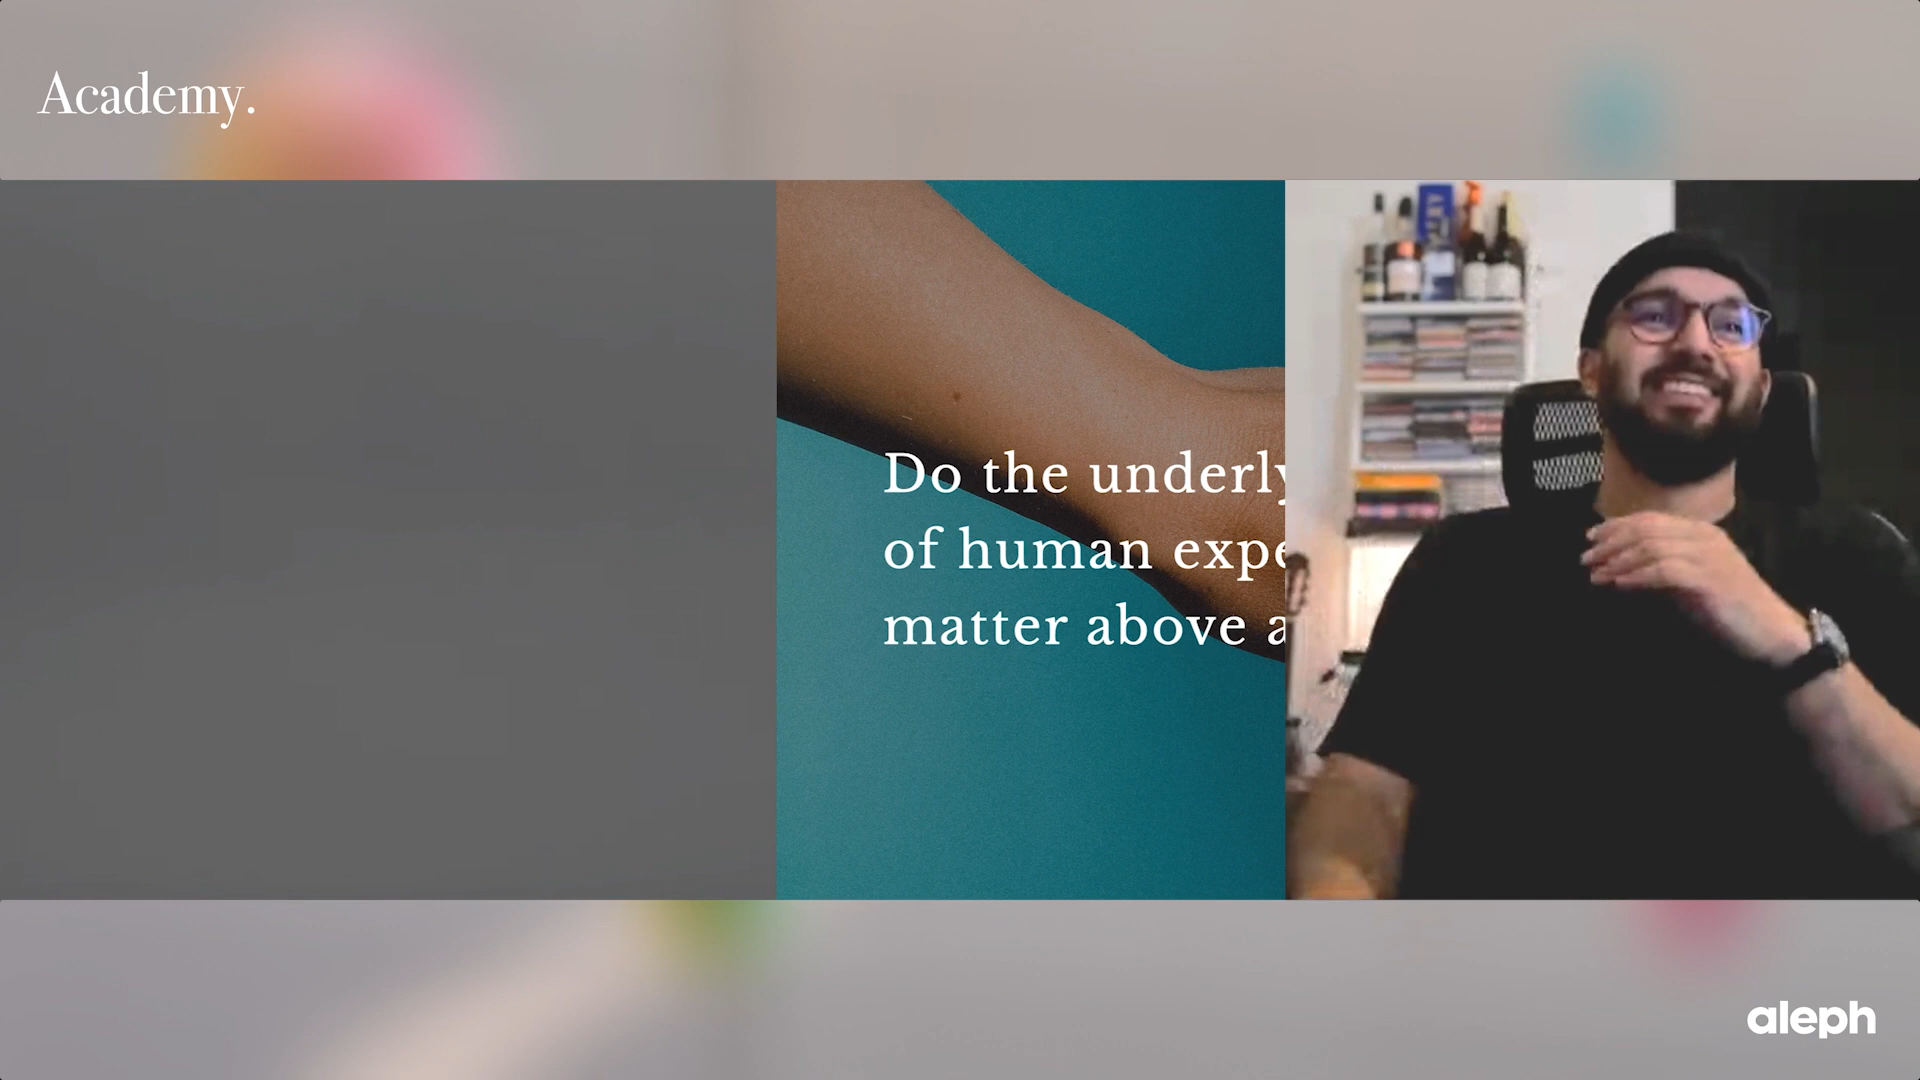 Academy.
Do the underly
of human expe
matter above a
aleph